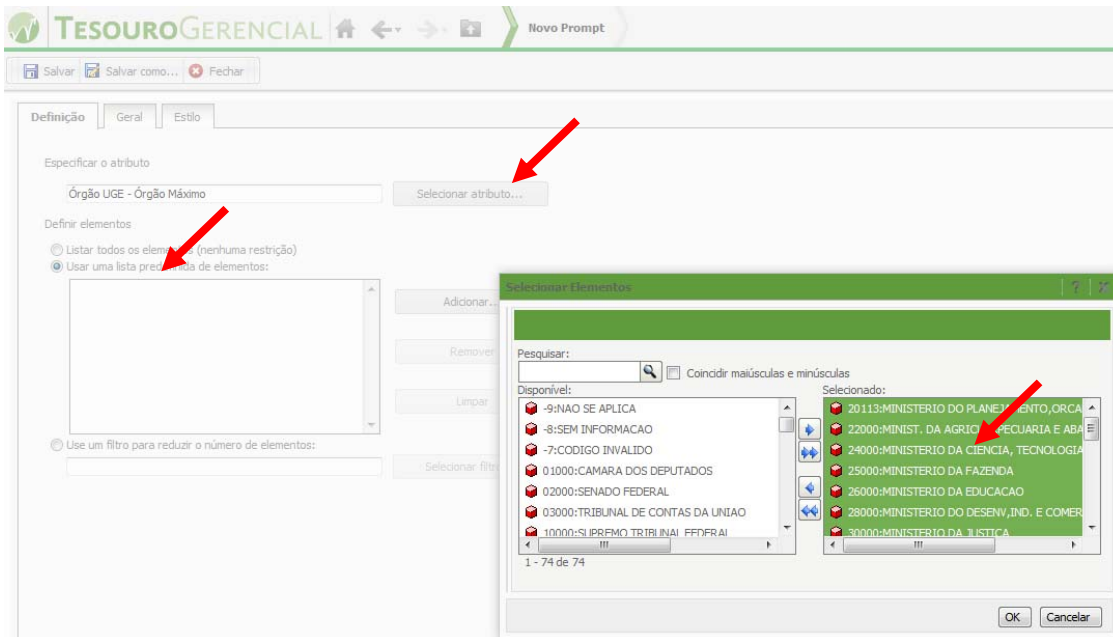 TESOUROGERENCIAL Novo Prompt
Salvar Salvar como... Fechar
Definição Geral Estilo
Especificar o atributo
Órgão UGE - Órgão Máximo Selecionar atributo...
Definir elementos
Listar todos os elementos (nenhuma restrição)
Usar uma lista predefinida de elementos:
Adicionar...
Remover
Limpar
Use um filtro para reduzir o número de elementos:
Selecionar filtr
Selecionar Elementos ?
Pesquisar:
Coincidir maiúsculas e minúsculas
Disponível: Selecionado:
-9:NAO SE APLICA
-8:SEM INFORMACAO
-7:CODIGO INVALIDO
01000:CAMARA DOS DEPUTADOS
02000:SENADO FEDERAL
03000:TRIBUNAL DE CONTAS DA UNIAO
10000:SUPREMO TRIBUNAL FEDERAL
20113:MINISTERIO DO PLANEJAMENTO,ORCA
22000:MINIST. DA AGRICUL,PECUARIA E ABA
24000:MINISTERIO DA CIENCIA, TECNOLOGIA
25000:MINISTERIO DA FAZENDA
26000:MINISTERIO DA EDUCACAO
28000:MINISTERIO DO DESENV,IND. E COMER
30000:MINISTERIO DA JUSTICA
1 - 74 de 74
OK Cancelar